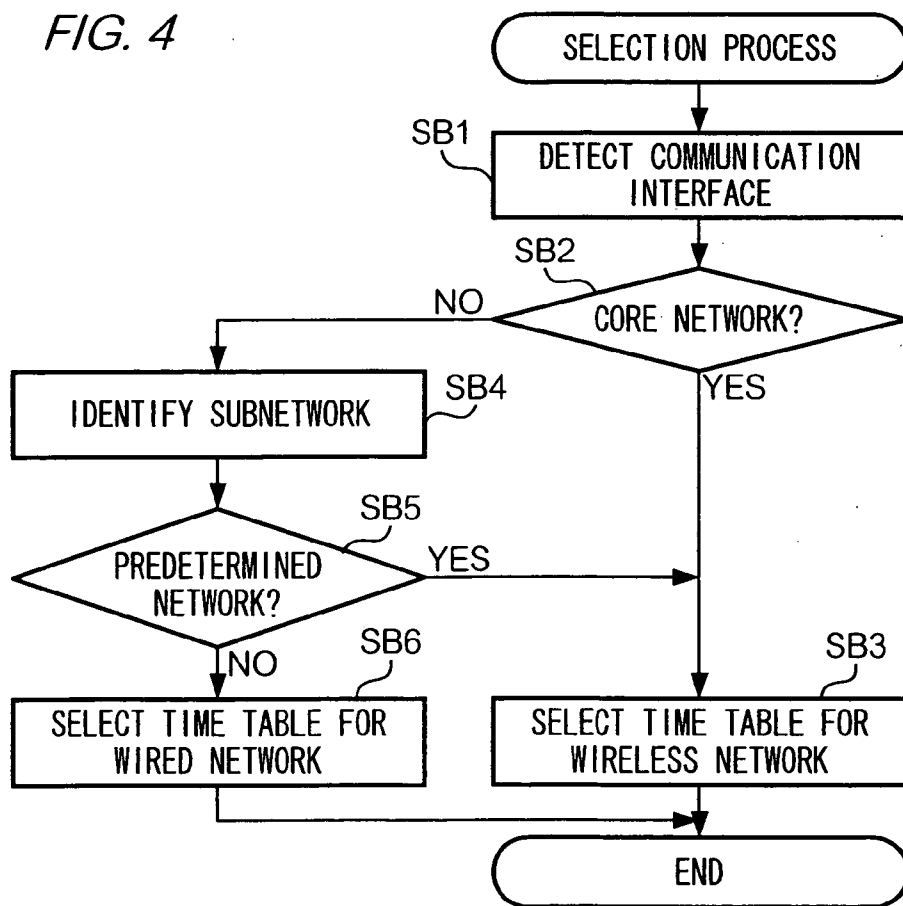 FIG. 4
SELECTION PROCESS
SB1
DETECT COMMUNICATION
INTERFACE
SB2
NO
CORE NETWORK?
YES
IDENTIFY SUBNETWORK
SB4
SB5
PREDETERMINED
NETWORK?
YES
NO
SB6
SB3
SELECT TIME TABLE FOR
WIRED NETWORK
SELECT TIME TABLE FOR
WIRELESS NETWORK
END